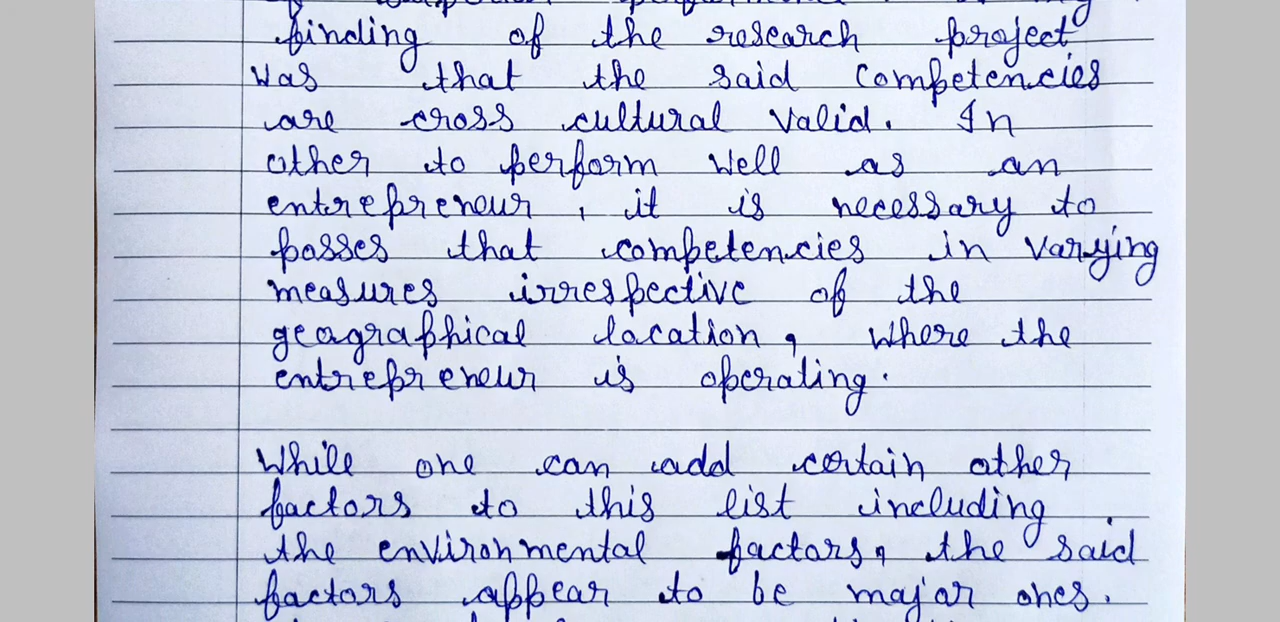 finding of the research project
was that the said competencies
are cross cultural valid. In
other to perform well as an
entrepreneur, it is necessary to
posses that competencies in varying
measures irrespective of the
geographical location, where the
entrepreneur is operating.
While one can add certain other
factors to this list including
the environmental factors, the said
factors appear to be major ones.